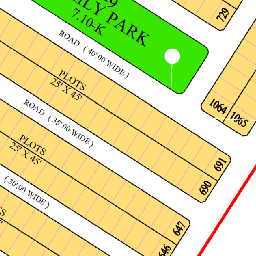 ILY PARK
7.10-K
729
ROAD (40'.00 WIDE)
PLOTS
25' X 45'
1064
1065
ROAD (35'.00 WIDE)
PLOTS
25' X 45'
691
690
(30'.00 WIDE)
647
646